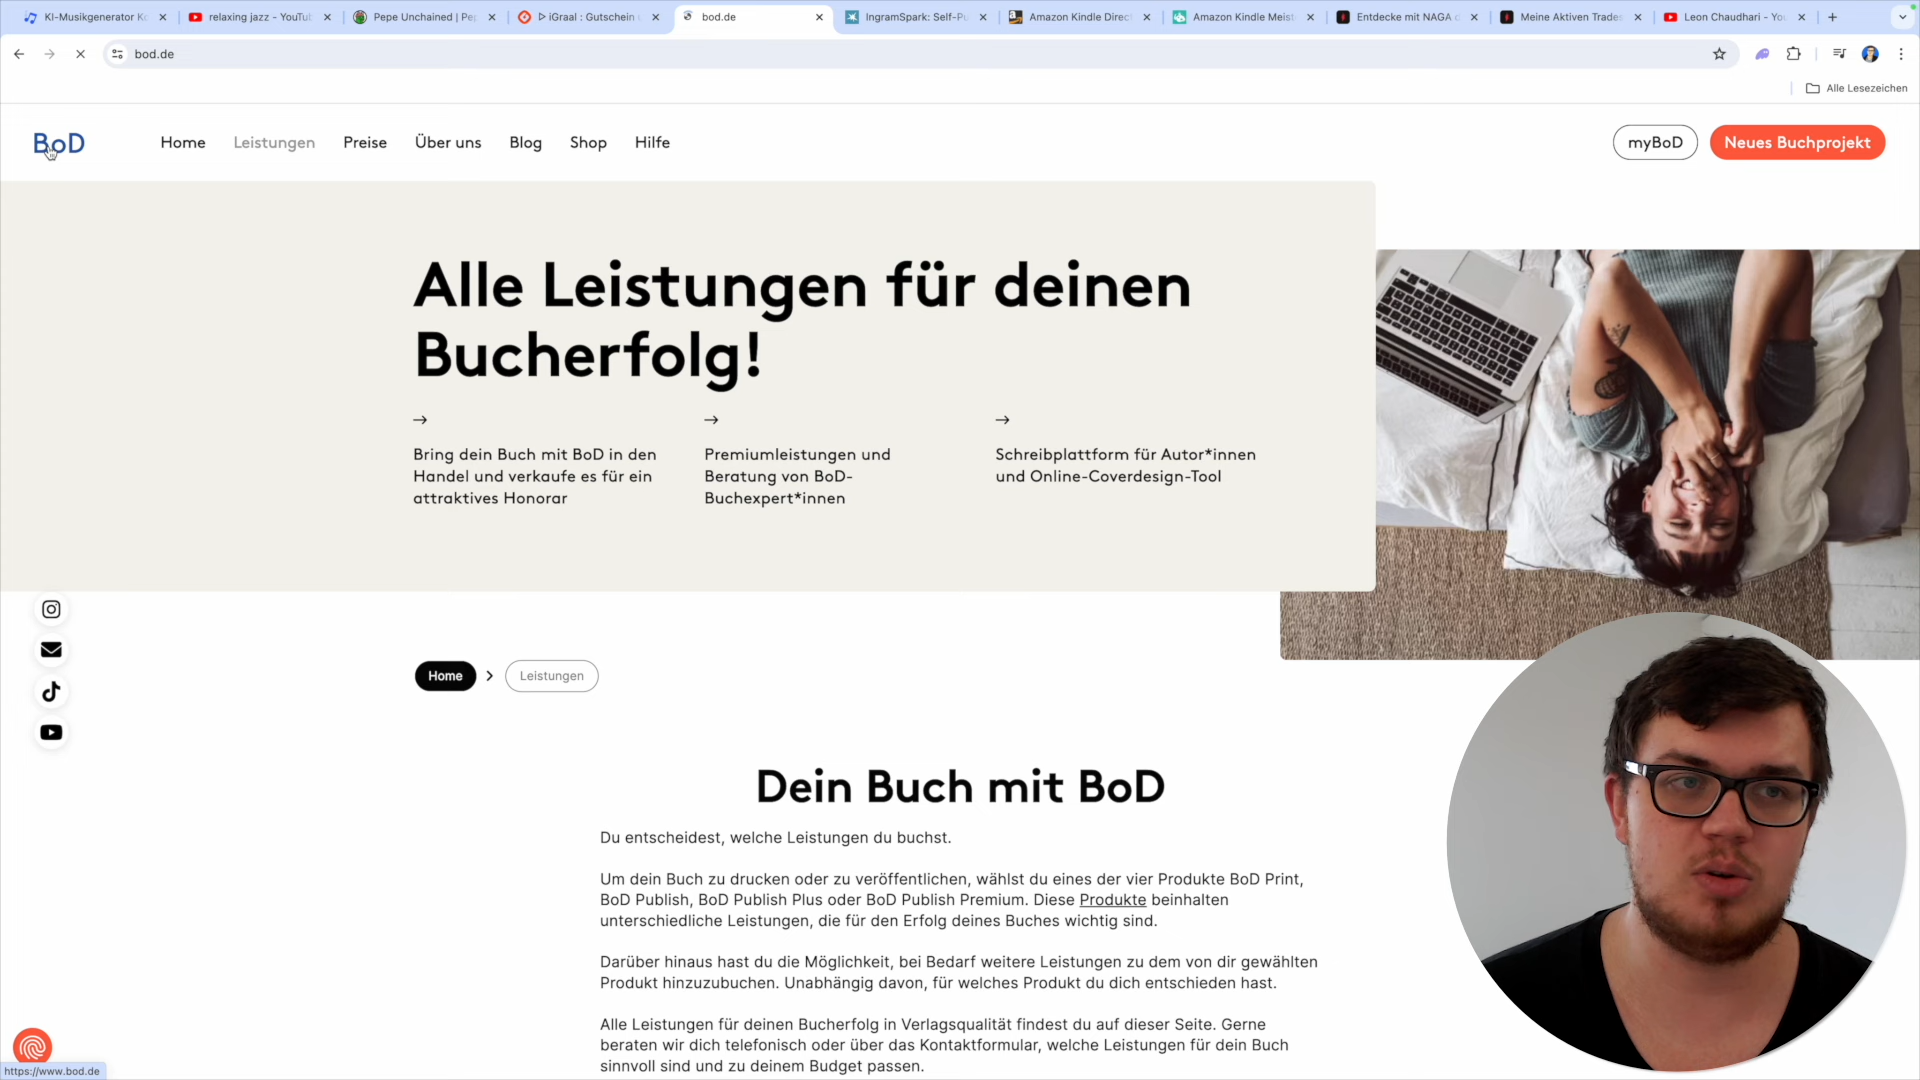 KI-Musikgenerator
relaxing jazz - YouTu
Pepe Unchained | Pep
iGraal : Gutschein
bod.de
IngramSpark: Self-Pu
Amazon Kindle Direc
Amazon Kindle Meist
Entdecke mit NAGA
Meine Aktiven Trades
Leon Chaudhari - You
bod.de
Alle Lesezeichen
BoD
Home
Leistungen
Preise
Über uns
Blog
Shop
Hilfe
myBoD
Neues Buchprojekt
Alle Leistungen für deinen
Bucherfolg!
Bring dein Buch mit BoD in den
Handel und verkaufe es für ein
attraktives Honorar
Premiumleistungen und
Beratung von BoD-
Buchexpert*innen
Schreibplattform für Autor*innen
und Online-Coverdesign-Tool
Home
Leistungen
Dein Buch mit BoD
Du entscheidest, welche Leistungen du buchst.
Um dein Buch zu drucken oder zu veröffentlichen, wählst du eines der vier Produkte BoD Print,
BoD Publish, BoD Publish Plus oder BoD Publish Premium. Diese Produkte beinhalten
unterschiedliche Leistungen, die für den Erfolg deines Buches wichtig sind.
Darüber hinaus hast du die Möglichkeit, bei Bedarf weitere Leistungen zu dem von dir gewählten
Produkt hinzuzubuchen. Unabhängig davon, für welches Produkt du dich entschieden hast.
Alle Leistungen für deinen Bucherfolg in Verlagsqualität findest du auf dieser Seite. Gerne
beraten wir dich telefonisch oder über das Kontaktformular, welche Leistungen für dein Buch
sinnvoll sind und zu deinem Budget passen.
https://www.bod.de